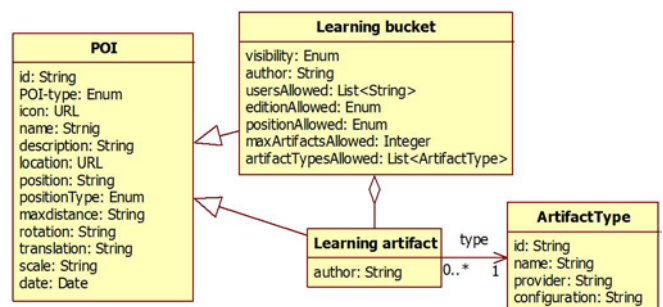 POI
id: String
POI-type: Enum
icon: URL
name: Strnig
description: String
location: URL
position: String
positionType: Enum
maxdistance: String
rotation: String
translation: String
scale: String
date: Date
Learning bucket
visibility: Enum
author: String
usersAllowed: List<String>
editionAllowed: Enum
positionAllowed: Enum
maxArtifactsAllowed: Integer
artifactTypesAllowed: List<ArtifactType>
Learning artifact
author: String
type
0..* 1
ArtifactType
id: String
name: String
provider: String
configuration: String